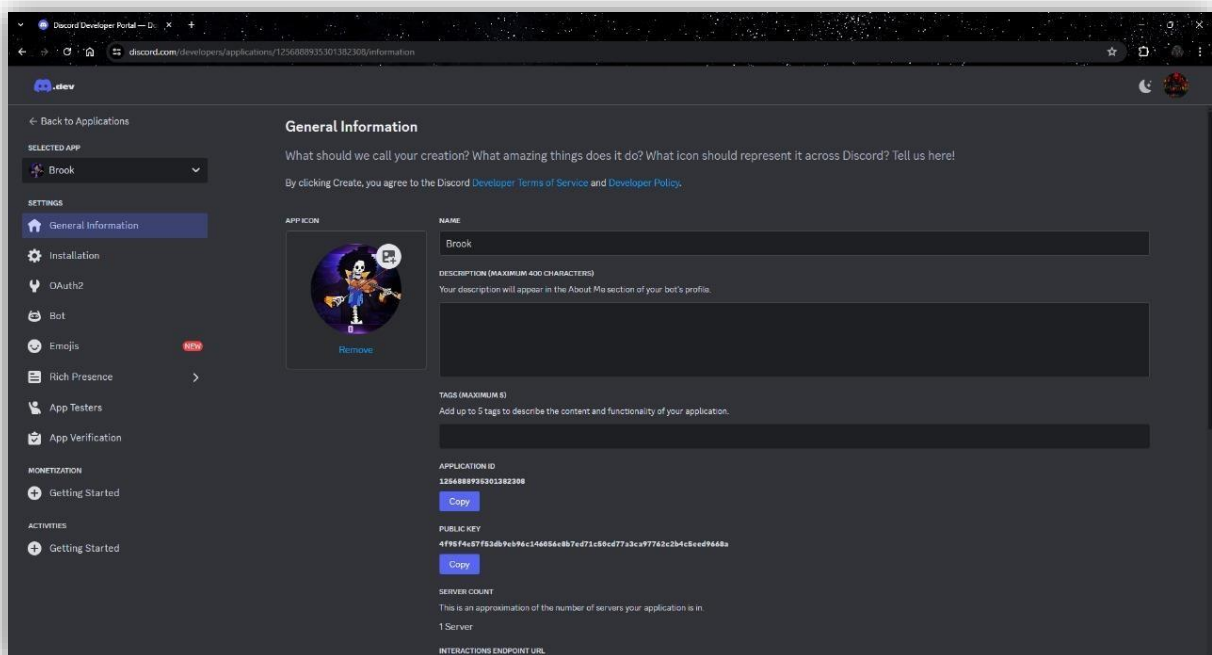 Discord Developer Portal — Do
discord.com/developers/applications/1256888935301382308/information
.dev
Back to Applications
SELECTED APP
Brook
SETTINGS
General Information
Installation
OAuth2
Bot
Emojis NEW
Rich Presence
App Testers
App Verification
MONETIZATION
Getting Started
ACTIVITIES
Getting Started
General Information
What should we call your creation? What amazing things does it do? What icon should represent it across Discord? Tell us here!
By clicking Create, you agree to the Discord Developer Terms of Service and Developer Policy.
APP ICON
Remove
NAME
Brook
DESCRIPTION (MAXIMUM 400 CHARACTERS)
Your description will appear in the About Me section of your bot's profile.
TAGS (MAXIMUM 5)
Add up to 5 tags to describe the content and functionality of your application.
APPLICATION ID
1256888935301382308
Copy
PUBLIC KEY
Copy
SERVER COUNT
This is an approximation of the number of servers your application is in.
1 Server
INTERACTIONS ENDPOINT URL